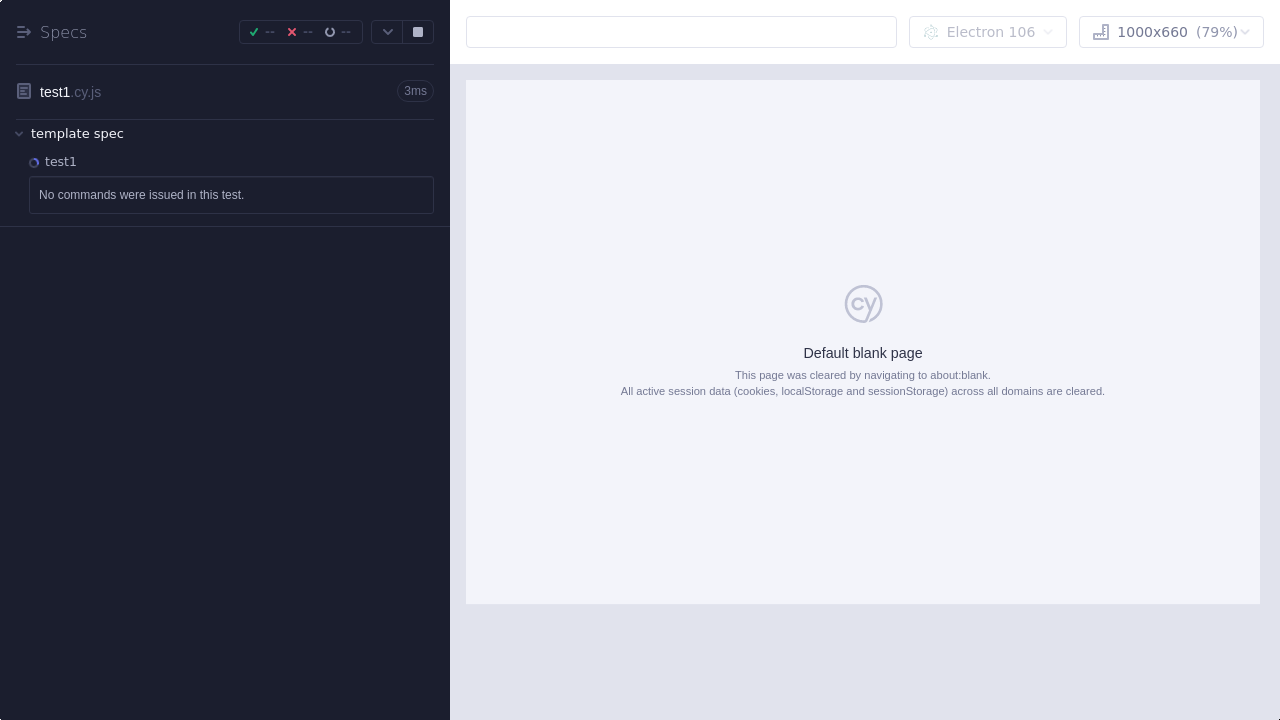 Specs
--
--
--
test1.cy.js
3ms
template spec
test1
No commands were issued in this test.
Electron 106
1000x660 (79%)
cy
Default blank page
This page was cleared by navigating to about:blank.
All active session data (cookies, localStorage and sessionStorage) across all domains are cleared.